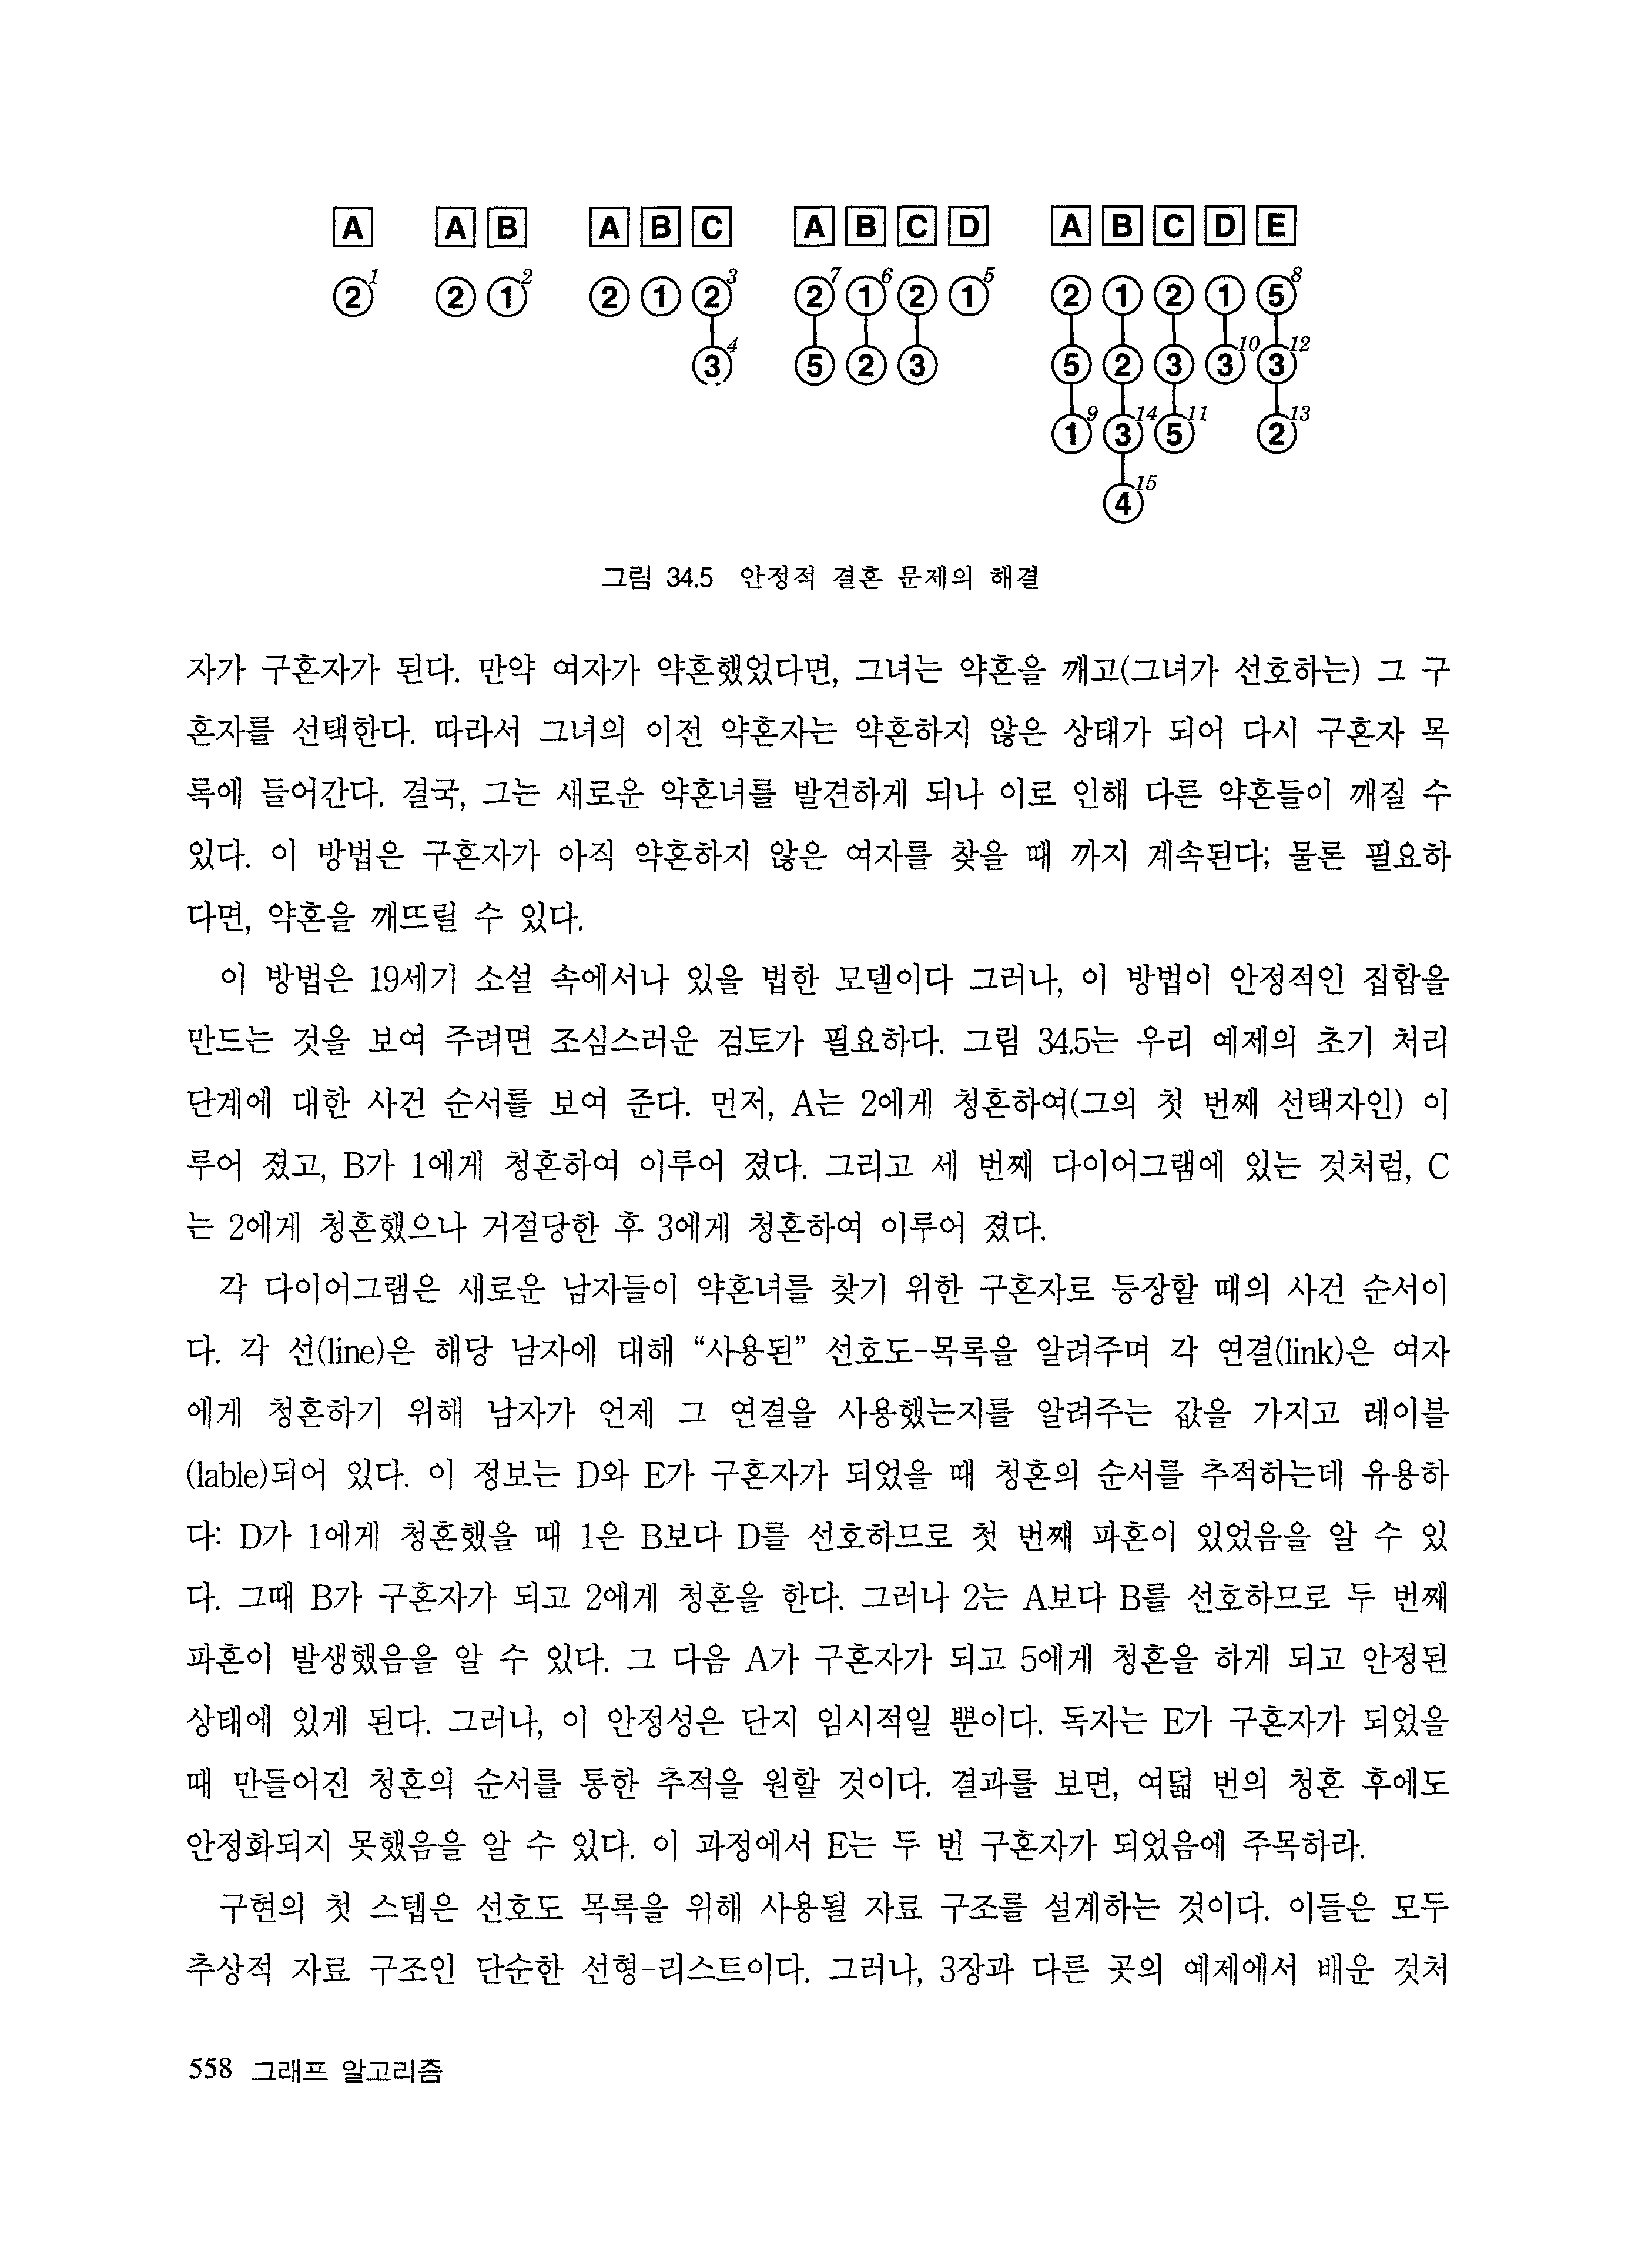 A A B A B C A B C D A B C D E
2 1 2 1 2 2 1 2 3 2 7 1 6 2 1 5 2 1 2 1 5 8
3 4 5 2 3 5 2 3 3 10 3 12
1 9 3 14 5 11 2 13
4 15
그림 34.5 안정적 결혼 문제의 해결
자가 구혼자가 된다. 만약 여자가 약혼했었다면, 그녀는 약혼을 깨고(그녀가 선호하는) 그 구
혼자를 선택한다. 따라서 그녀의 이전 약혼자는 약혼하지 않은 상태가 되어 다시 구혼자 목
록에 들어간다. 결국, 그는 새로운 약혼녀를 발견하게 되나 이로 인해 다른 약혼들이 깨질 수
있다. 이 방법은 구혼자가 아직 약혼하지 않은 여자를 찾을 때 까지 계속된다; 물론 필요하
다면, 약혼을 깨뜨릴 수 있다.
이 방법은 19세기 소설 속에서나 있을 법한 모델이다 그러나, 이 방법이 안정적인 집합을
만드는 것을 보여 주려면 조심스러운 검토가 필요하다. 그림 34.5는 우리 예제의 초기 처리
단계에 대한 사건 순서를 보여 준다. 먼저, A는 2에게 청혼하여(그의 첫 번째 선택자인) 이
루어 졌고, B가 1에게 청혼하여 이루어 졌다. 그리고 세 번째 다이어그램에 있는 것처럼, C
는 2에게 청혼했으나 거절당한 후 3에게 청혼하여 이루어 졌다.
각 다이어그램은 새로운 남자들이 약혼녀를 찾기 위한 구혼자로 등장할 때의 사건 순서이
다. 각 선(line)은 해당 남자에 대해 “사용된” 선호도-목록을 알려주며 각 연결(link)은 여자
에게 청혼하기 위해 남자가 언제 그 연결을 사용했는지를 알려주는 값을 가지고 레이블
(lable)되어 있다. 이 정보는 D와 E가 구혼자가 되었을 때 청혼의 순서를 추적하는데 유용하
다: D가 1에게 청혼했을 때 1은 B보다 D를 선호하므로 첫 번째 파혼이 있었음을 알 수 있
다. 그때 B가 구혼자가 되고 2에게 청혼을 한다. 그러나 2는 A보다 B를 선호하므로 두 번째
파혼이 발생했음을 알 수 있다. 그 다음 A가 구혼자가 되고 5에게 청혼을 하게 되고 안정된
상태에 있게 된다. 그러나, 이 안정성은 단지 임시적일 뿐이다. 독자는 E가 구혼자가 되었을
때 만들어진 청혼의 순서를 통한 추적을 원할 것이다. 결과를 보면, 여덟 번의 청혼 후에도
안정화되지 못했음을 알 수 있다. 이 과정에서 E는 두 번 구혼자가 되었음에 주목하라.
구현의 첫 스텝은 선호도 목록을 위해 사용될 자료 구조를 설계하는 것이다. 이들은 모두
추상적 자료 구조인 단순한 선형-리스트이다. 그러나, 3장과 다른 곳의 예제에서 배운 것처
558 그래프 알고리즘